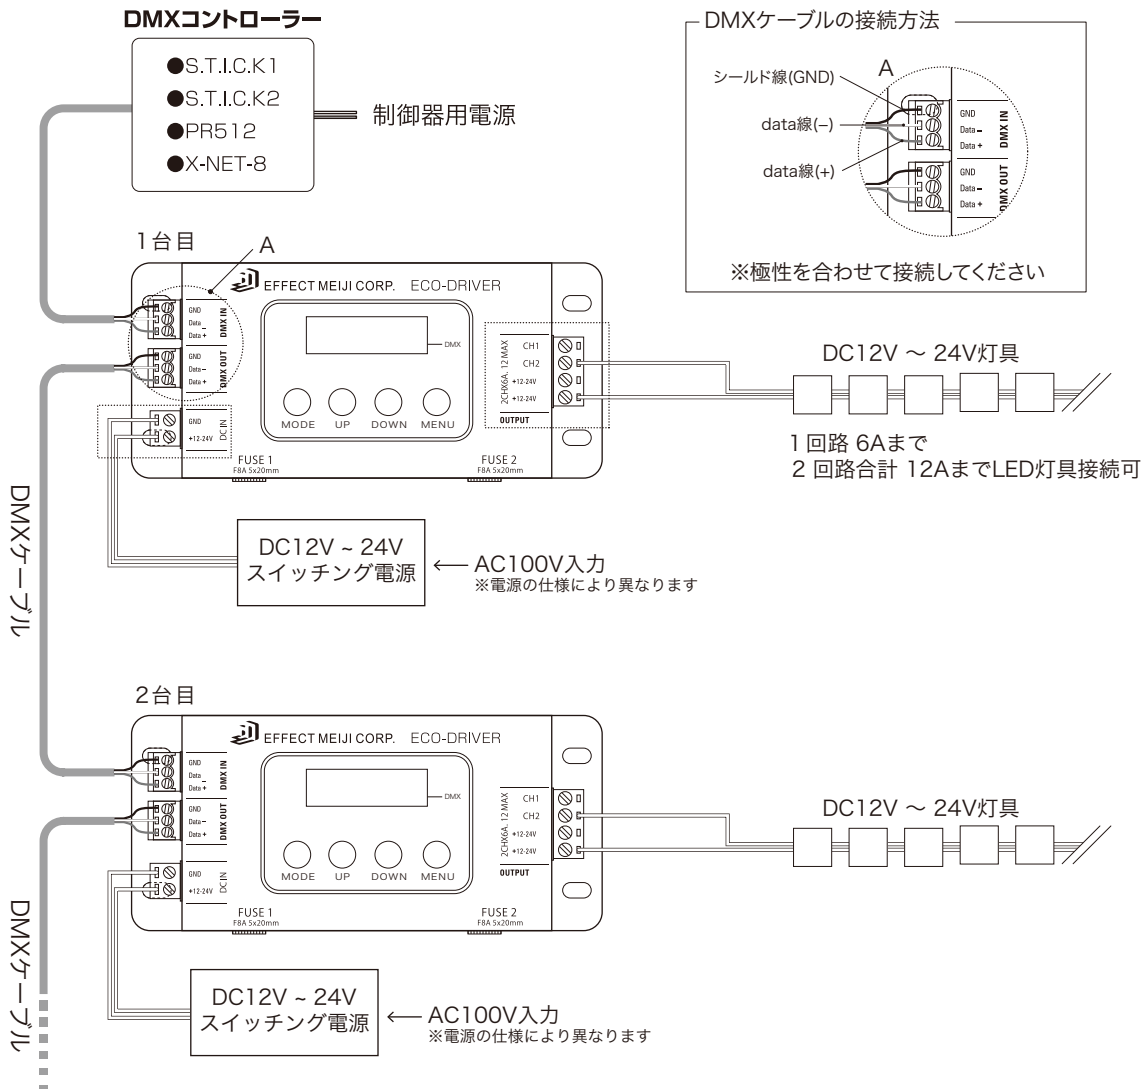 DMXコントローラー
●S.T.I.C.K1
●S.T.I.C.K2
●PR512
●X-NET-8
制御器用電源
DMXケーブルの接続方法
A
シールド線(GND)
data線(−)
data線(+)
GND
Data −
Data +
DMX IN
GND
Data −
Data +
DMX OUT
※極性を合わせて接続してください
1台目
A
EFFECT MEIJI CORP. ECO-DRIVER
GND
Data −
Data +
DMX IN
GND
Data −
Data +
DMX OUT
GND
+12-24V
DC IN
DMX
MODE UP DOWN MENU
2CHX6A. 12 MAX
CH1
CH2
+12-24V
+12-24V
OUTPUT
FUSE 1
F8A 5x20mm
FUSE 2
F8A 5x20mm
DC12V ～ 24V灯具
1回路 6Aまで
2 回路合計 12AまでLED灯具接続可
DMXケーブル
DC12V ~ 24V
スイッチング電源
AC100V入力
※電源の仕様により異なります
2台目
EFFECT MEIJI CORP. ECO-DRIVER
GND
Data −
Data +
DMX IN
GND
Data −
Data +
DMX OUT
GND
+12-24V
DC IN
DMX
MODE UP DOWN MENU
2CHX6A. 12 MAX
CH1
CH2
+12-24V
+12-24V
OUTPUT
FUSE 1
F8A 5x20mm
FUSE 2
F8A 5x20mm
DC12V ～ 24V灯具
DMXケーブル
DC12V ~ 24V
スイッチング電源
AC100V入力
※電源の仕様により異なります